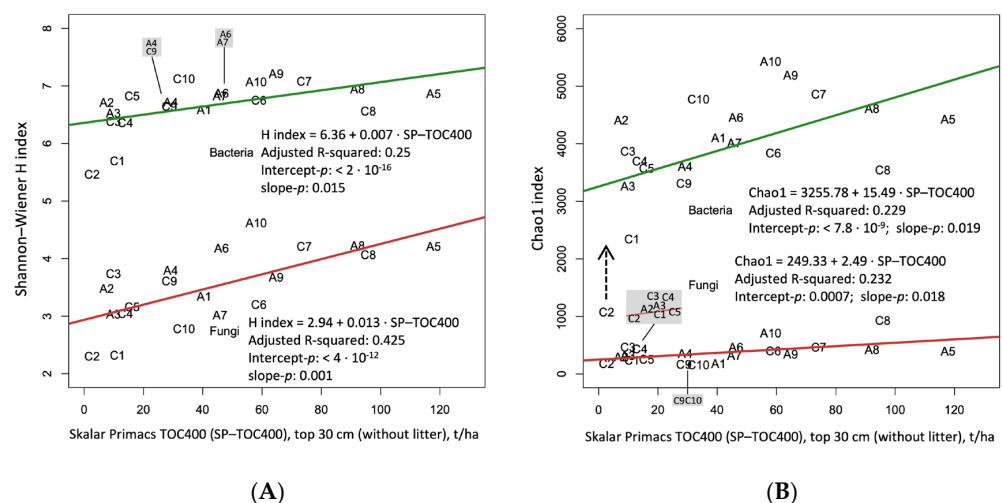 8
7
6
5
4
3
2
Shannon–Wiener H index
A4
C9
A6
A7
C10
A10
A9
C7
A9
A2
C5
A4
C9
A6
A7
A1
C6
C8
A5
A3
C4
C1
C2
H index = 6.36 + 0.007 · SP–TOC400
Bacteria Adjusted R-squared: 0.25
Intercept-p: < 2 · 10⁻¹⁶
slope-p: 0.015
A10
A6
C7
A8
C8
A5
C3
A4
C9
A9
A2
A1
C5
C4
A3
C6
A7
C10
C2
C1
Fungi
H index = 2.94 + 0.013 · SP–TOC400
Adjusted R-squared: 0.425
Intercept-p: < 4 · 10⁻¹²
slope-p: 0.001
0 20 40 60 80 100 120
Skalar Primacs TOC400 (SP–TOC400), top 30 cm (without litter), t/ha
(A)
6000
5000
4000
3000
2000
1000
0
Chao1 index
A10
A9
C10
C7
A2
A6
A8
A5
A1
A7
C3
C4
C5
A4
C6
A3
C9
C8
C1
C2
Chao1 = 3255.78 + 15.49 · SP–TOC400
Bacteria Adjusted R-squared: 0.229
Intercept-p: < 7.8 · 10⁻⁹; slope-p: 0.019
Chao1 = 249.33 + 2.49 · SP–TOC400
Fungi Adjusted R-squared: 0.232
Intercept-p: 0.0007; slope-p: 0.018
C3 C4
A2 A3
C2 C1 C5
C8
A10
C3
C4
A4
A6
C6
C7
A8
A5
A9
A7
C2
C1
C5
C9
C10
A1
C9C10
0 20 40 60 80 100 120
Skalar Primacs TOC400 (SP–TOC400), top 30 cm (without litter), t/ha
(B)